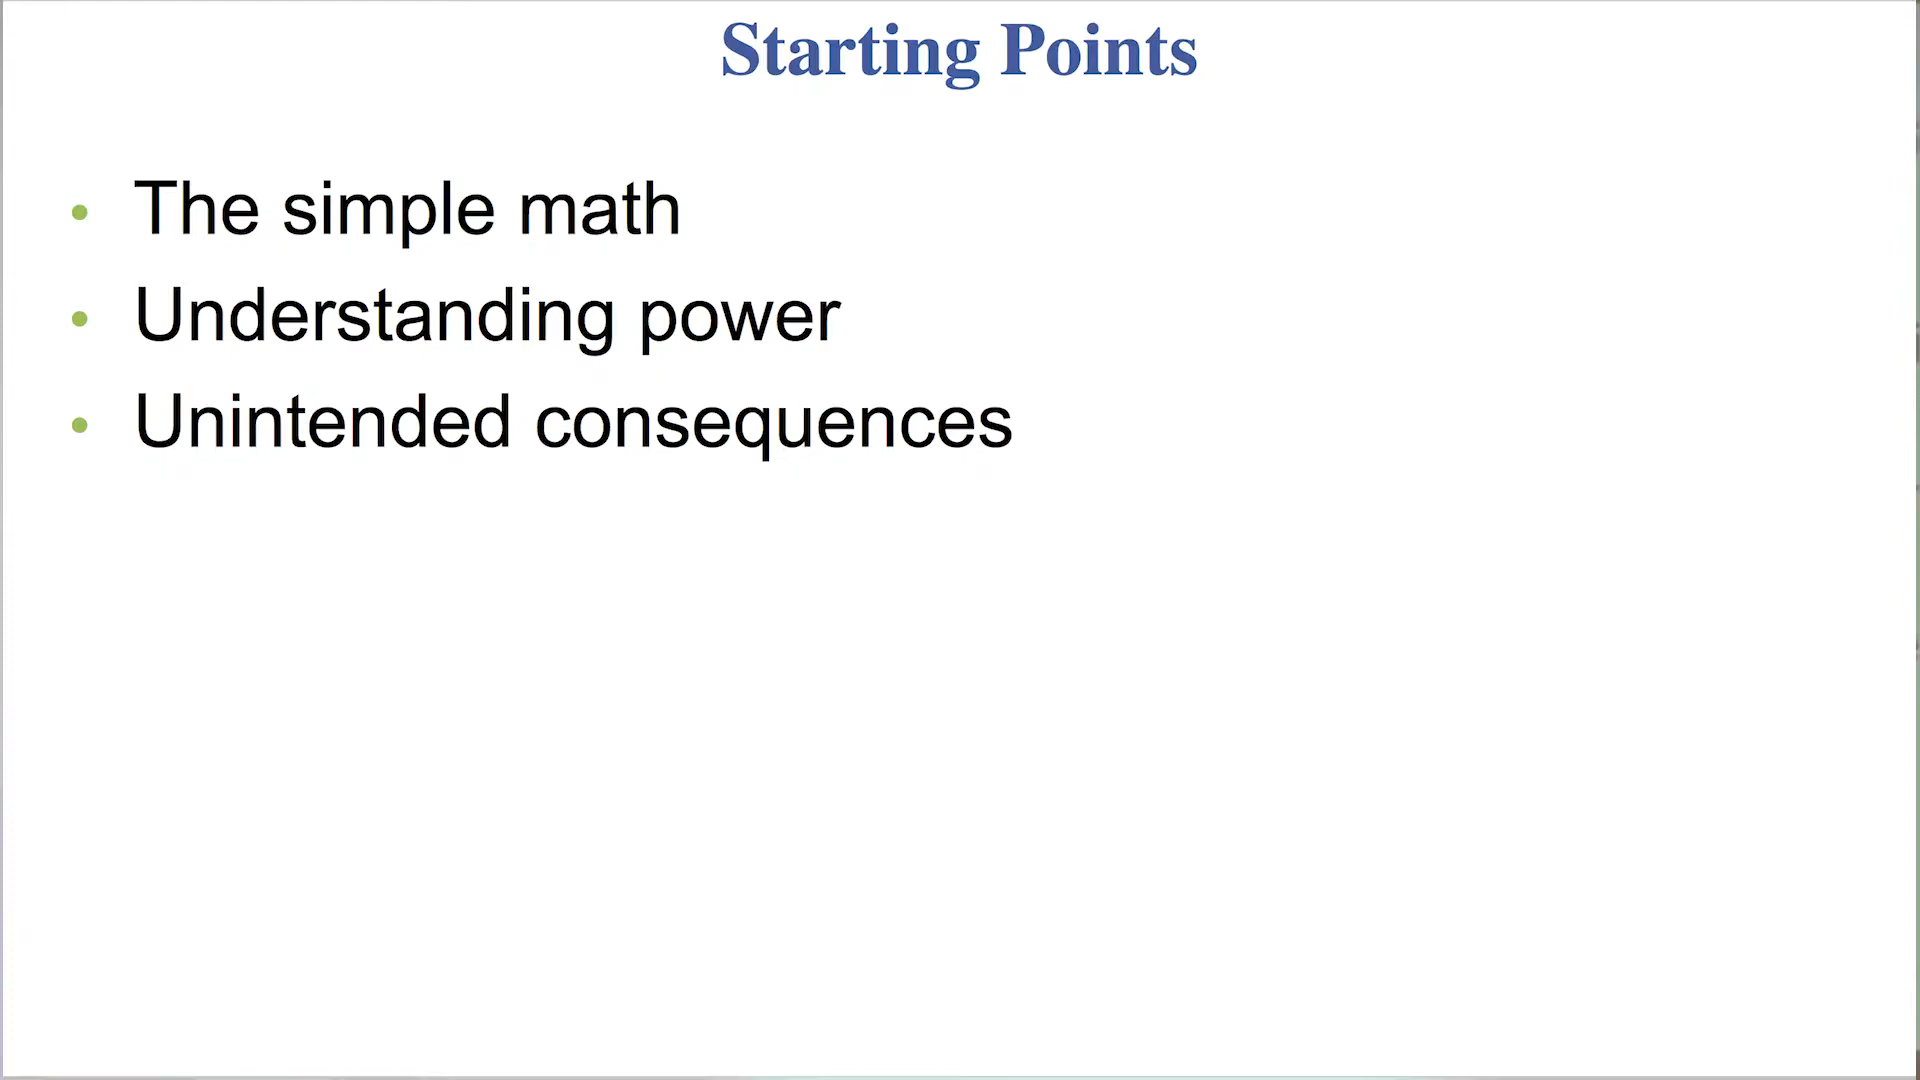 Starting Points
• The simple math
• Understanding power
• Unintended consequences